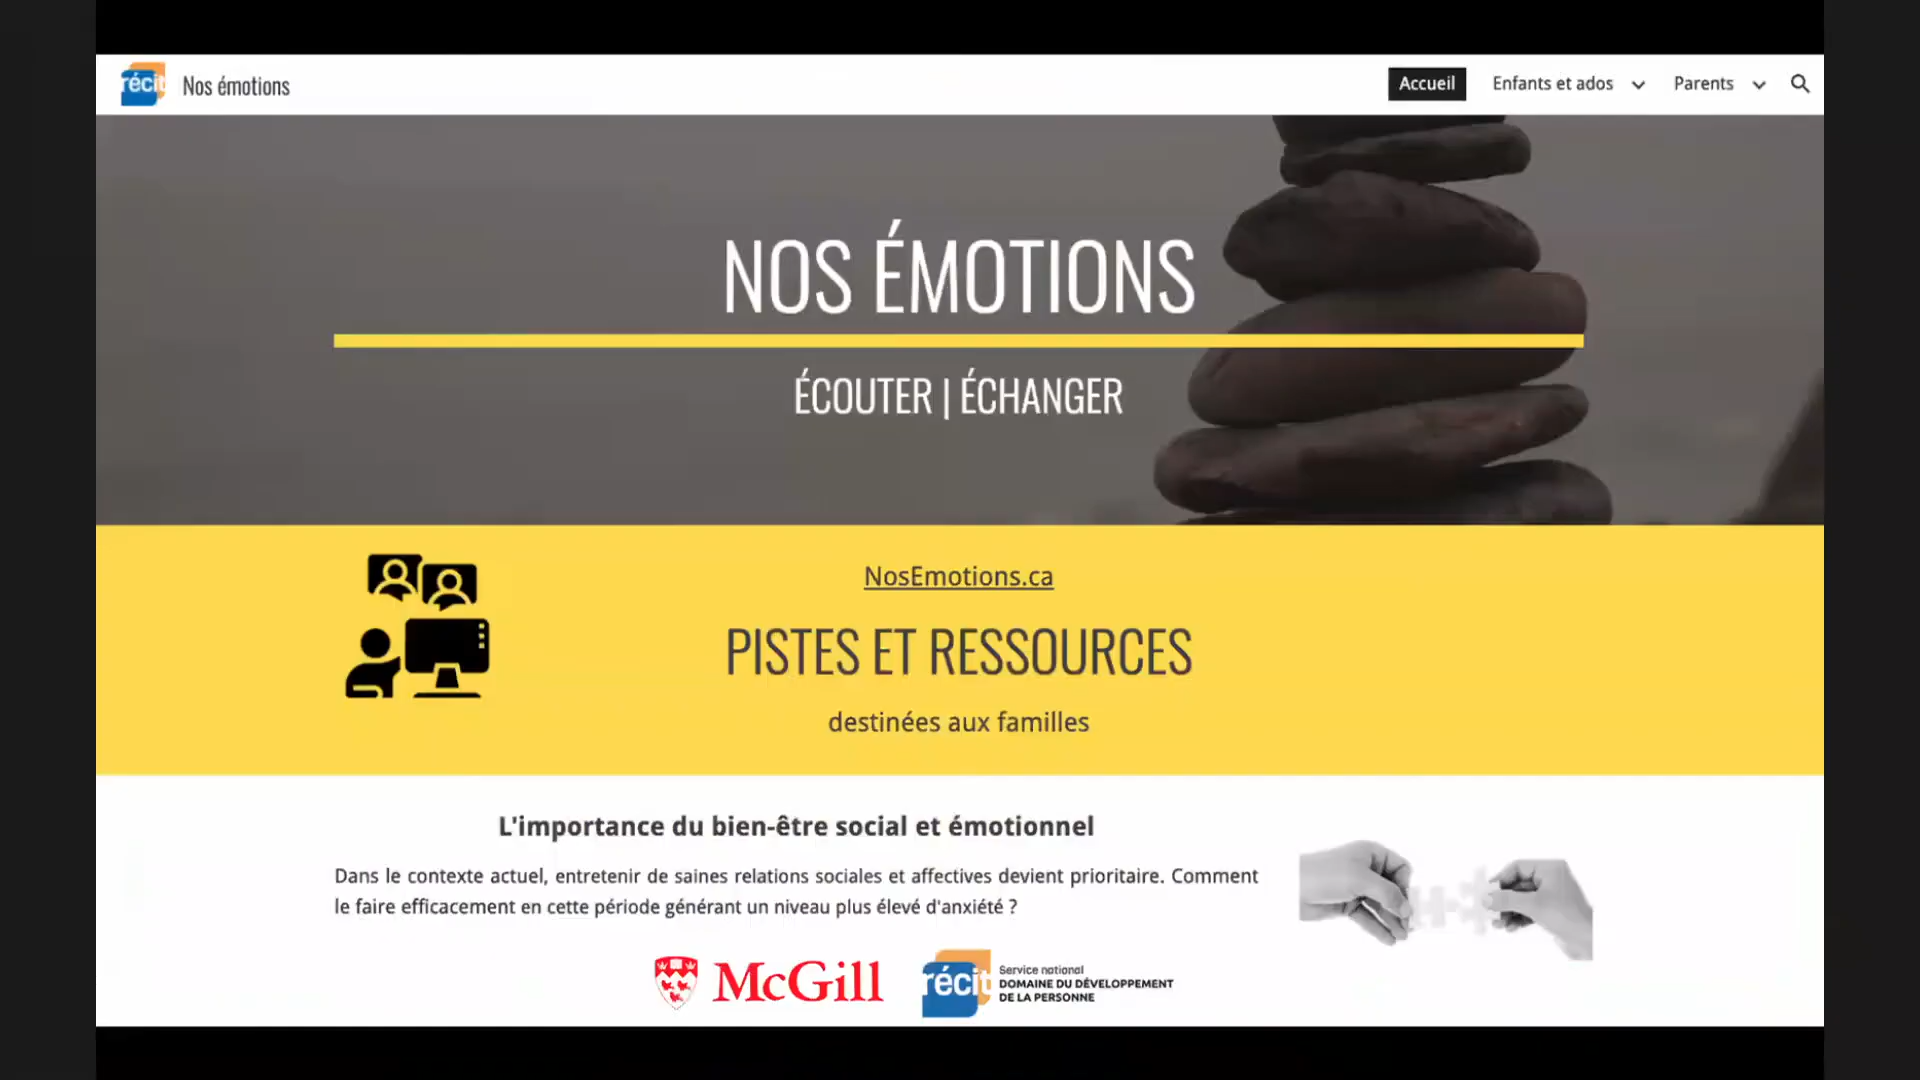 récit Nos émotions Accueil Enfants et ados Parents
NOS ÉMOTIONS
ÉCOUTER | ÉCHANGER
NosEmotions.ca
PISTES ET RESSOURCES
destinées aux familles
L'importance du bien-être social et émotionnel
Dans le contexte actuel, entretenir de saines relations sociales et affectives devient prioritaire. Comment
le faire efficacement en cette période générant un niveau plus élevé d'anxiété ?
McGill
récit
Service national
DOMAINE DU DÉVELOPPEMENT
DE LA PERSONNE